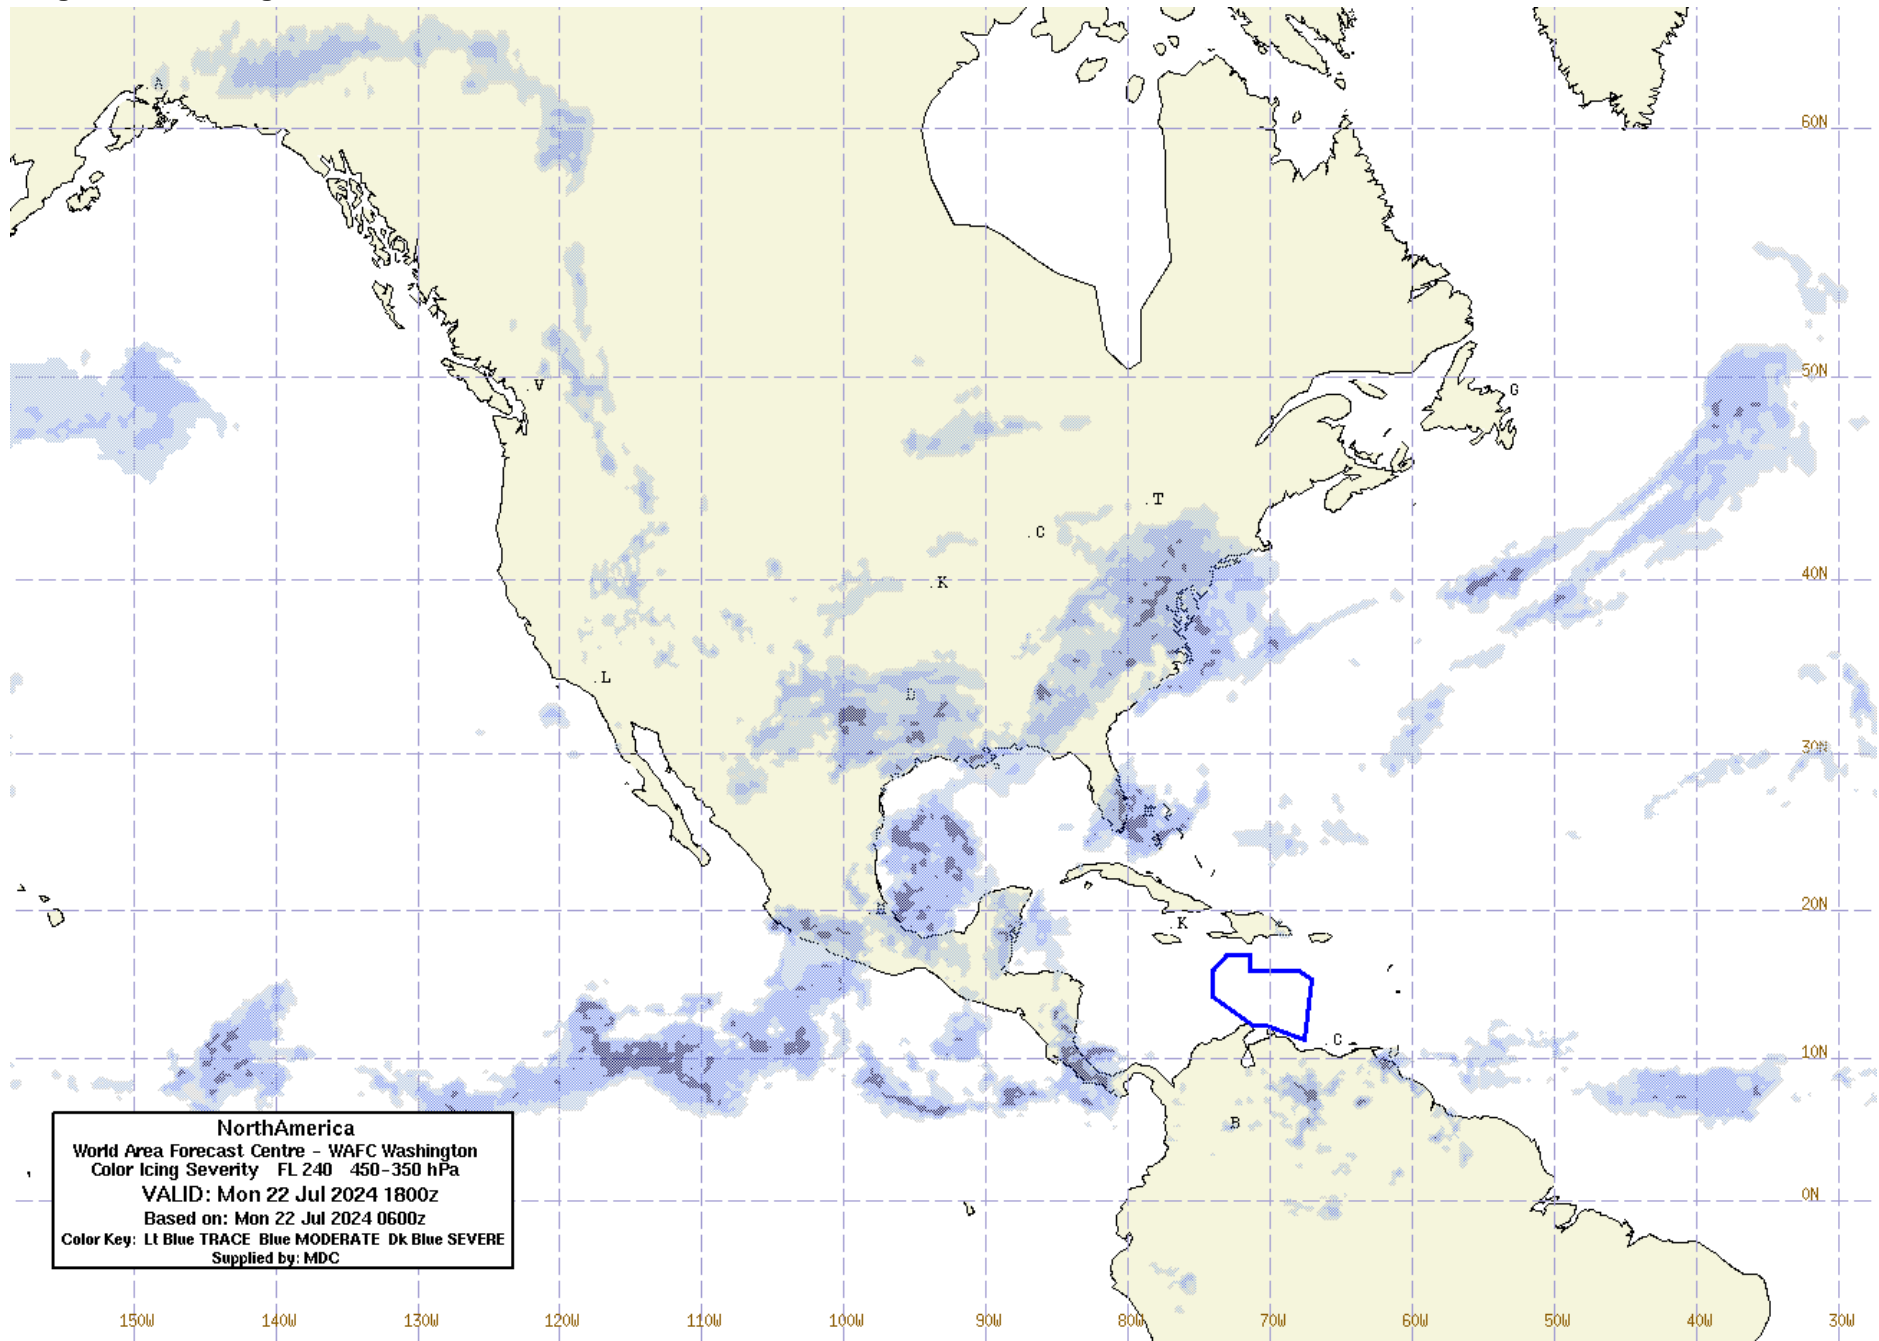 .A
60N
50N
.V
G
.T
.C
40N
.K
.L
D
30N
M
20N
M
.K
.C
10N
B
0N
NorthAmerica
World Area Forecast Centre - WAFC Washington
Color Icing Severity FL 240 450-350 hPa
VALID: Mon 22 Jul 2024 1800z
Based on: Mon 22 Jul 2024 0600z
Color Key: Lt Blue TRACE Blue MODERATE Dk Blue SEVERE
Supplied by: MDC
150W 140W 130W 120W 110W 100W 90W 80W 70W 60W 50W 40W 30W